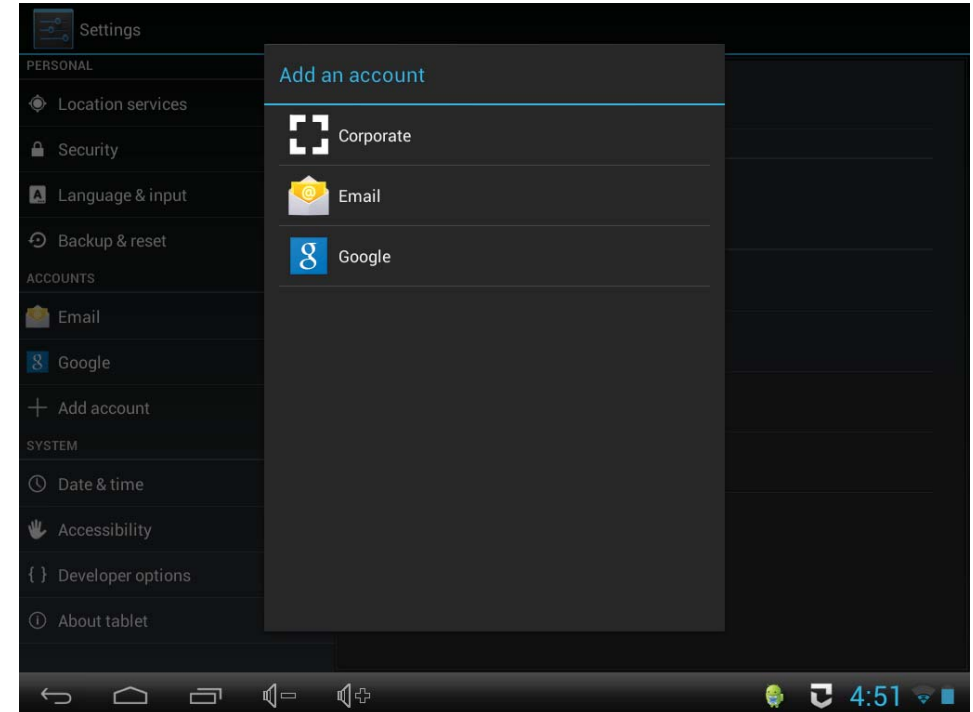 Settings
PERSONAL
Location services
Security
Language & input
Backup & reset
ACCOUNTS
Email
Google
Add account
SYSTEM
Date & time
Accessibility
{ } Developer options
About tablet
Add an account
Corporate
Email
Google
4:51